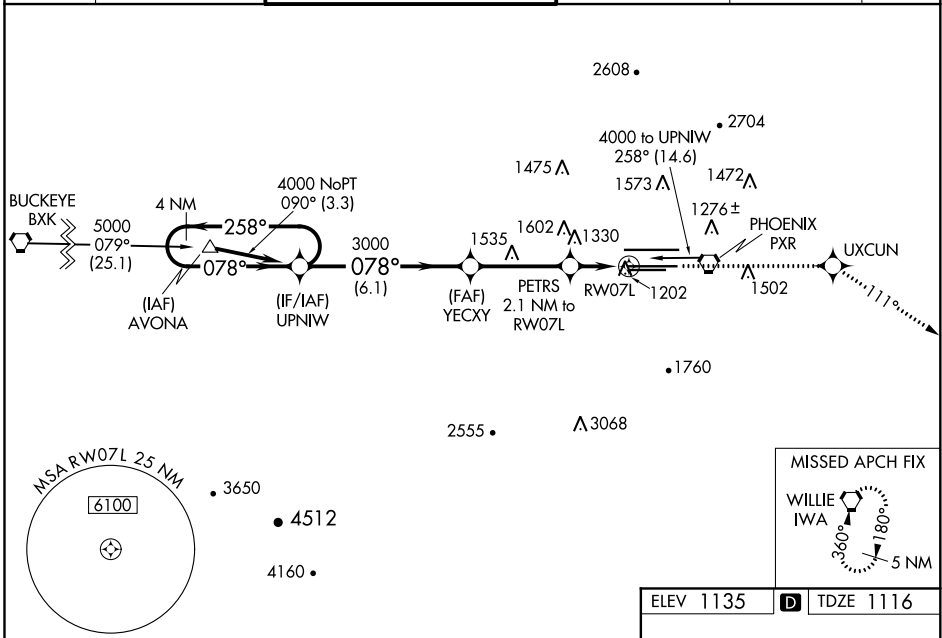 2608
2704
4000 to UPNIW
258° (14.6)
1475
1573
1472
4000 NoPT
090° (3.3)
BUCKEYE
BXK
4 NM
258°
1276±
5000
079°
(25.1)
1602
1330
1535
PHOENIX
PXR
3000
078°
078°
(6.1)
UXCUN
(IAF)
AVONA
(IF/IAF)
UPNIW
(FAF)
YECXY
PETRS
2.1 NM to
RW07L
RW07L
1202
1502
111°
1760
2555
3068
MSA RW07L 25 NM
6100
3650
4512
4160
MISSED APCH FIX
WILLIE
IWA
360°
180°
5 NM
ELEV 1135 D TDZE 1116